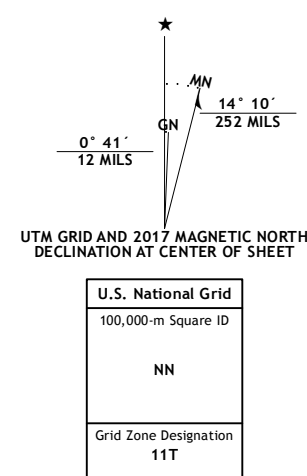 ★
MN
GN
14° 10´
252 MILS
0° 41´
12 MILS
UTM GRID AND 2017 MAGNETIC NORTH
DECLINATION AT CENTER OF SHEET
U.S. National Grid
100,000-m Square ID
NN
Grid Zone Designation
11T